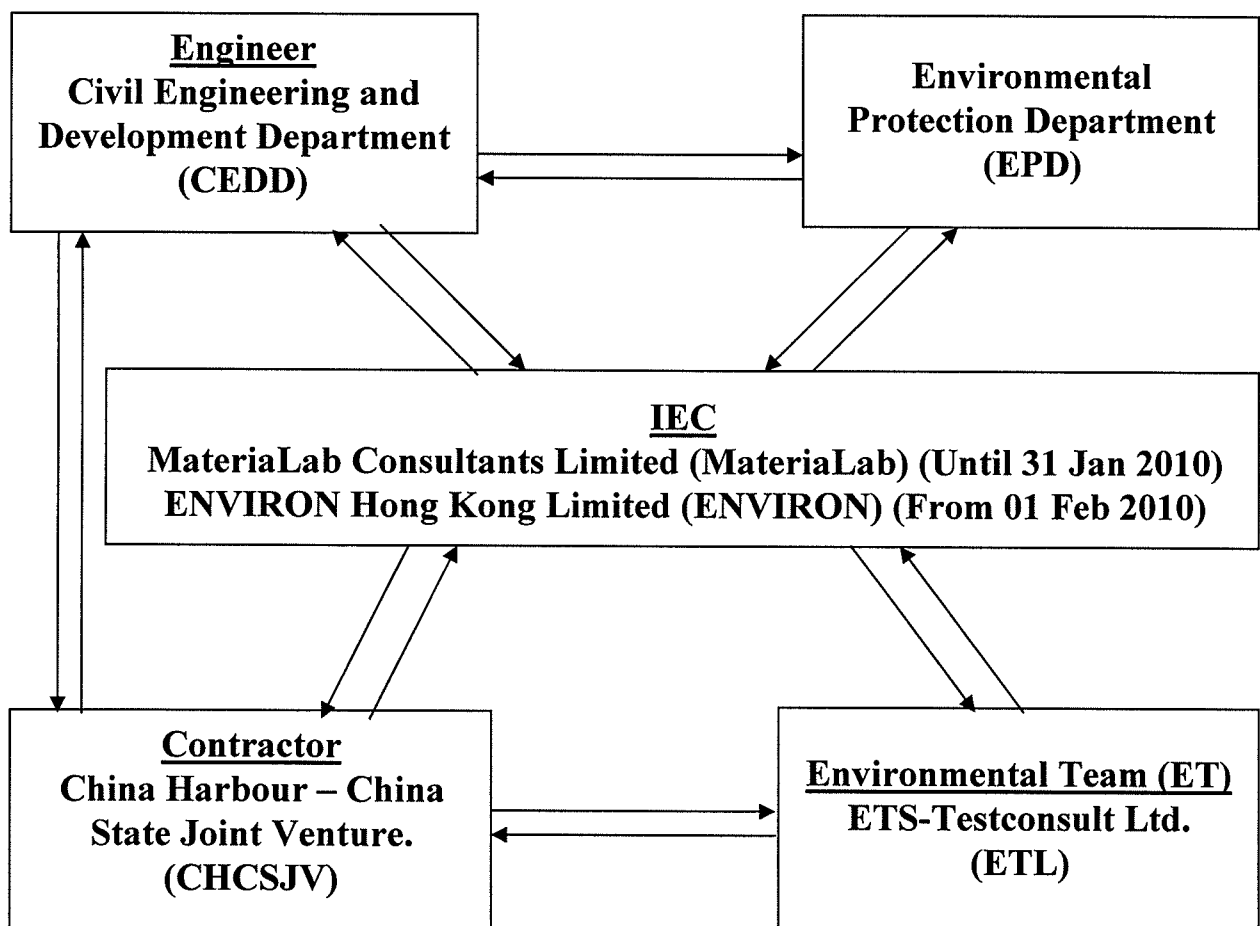 Engineer
Civil Engineering and
Development Department
(CEDD)
Environmental
Protection Department
(EPD)
IEC
MateriaLab Consultants Limited (MateriaLab) (Until 31 Jan 2010)
ENVIRON Hong Kong Limited (ENVIRON) (From 01 Feb 2010)
Contractor
China Harbour – China
State Joint Venture.
(CHCSJV)
Environmental Team (ET)
ETS-Testconsult Ltd.
(ETL)